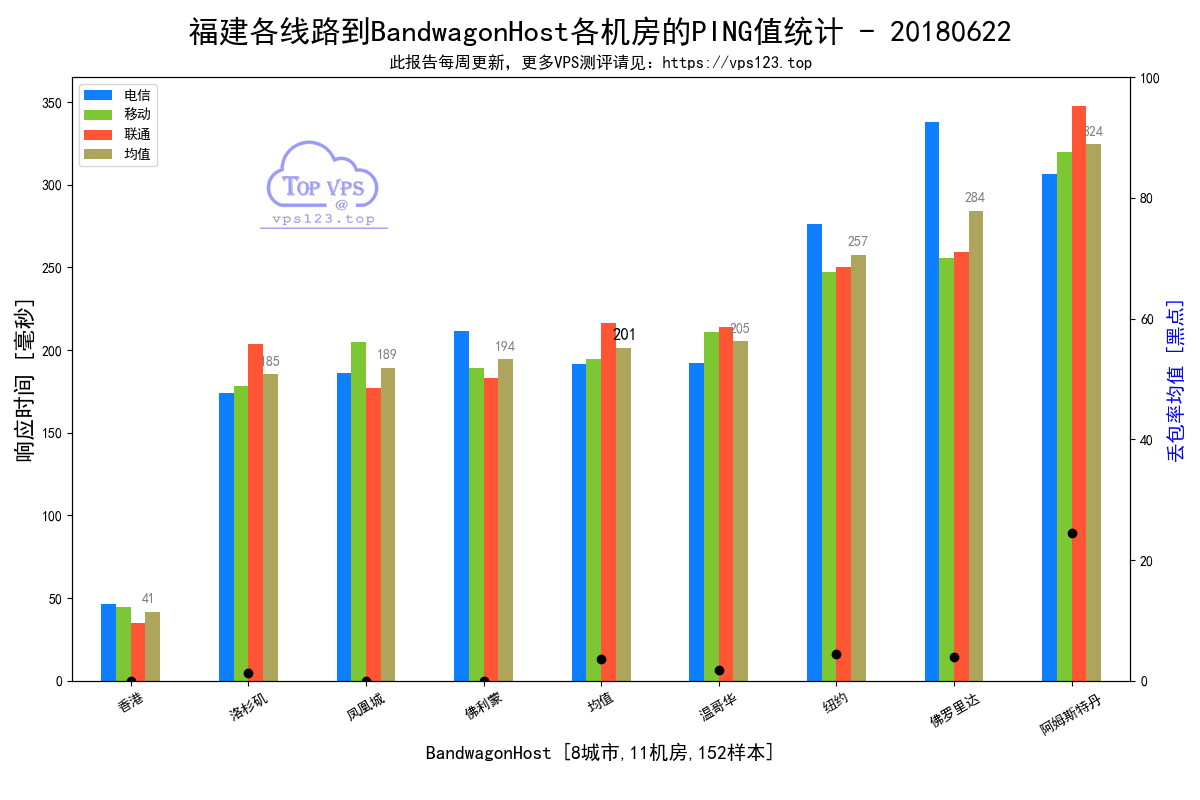 福建各线路到BandwagonHost各机房的PING值统计 - 20180622
此报告每周更新，更多VPS测评请见：https://vps123.top
电信
移动
联通
均值
TOP VPS
@
vps123.top
响应时间 [毫秒]
350
300
250
200
150
100
50
0
41
185
189
194
201
205
257
284
324
100
80
60
40
20
0
丢包率均值 [黑点]
香港
洛杉矶
凤凰城
佛利蒙
均值
温哥华
纽约
佛罗里达
阿姆斯特丹
BandwagonHost [8城市,11机房,152样本]